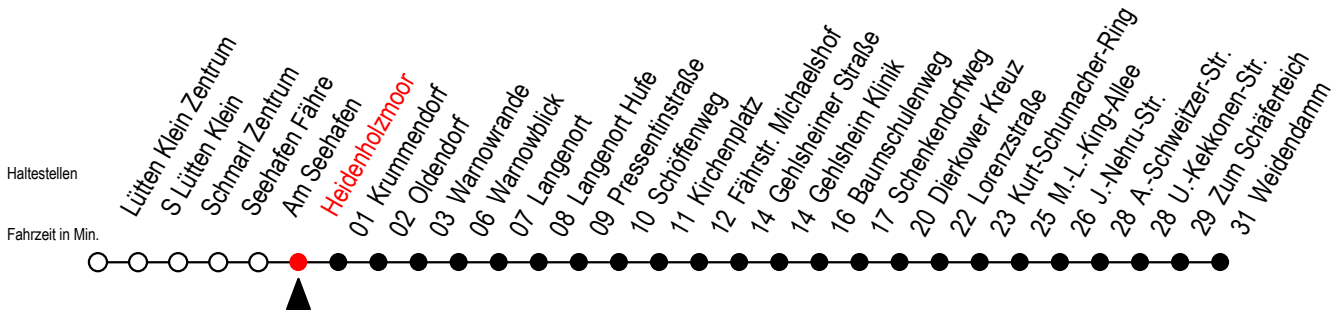 Haltestellen
Fahrzeit in Min.
Lütten Klein Zentrum
S Lütten Klein
Schmarl Zentrum
Seehafen Fähre
Am Seehafen
Heidenholzmoor
01 Krummendorf
02 Oldendorf
03 Warnowrande
06 Warnowblick
07 Langenort
08 Langenort Hufe
09 Pressentinstraße
10 Schöffenweg
11 Kirchenplatz
12 Fährstr. Michaelshof
14 Gehlsheimer Straße
14 Gehlsheim Klinik
16 Baumschulenweg
17 Schenkendorfweg
20 Dierkower Kreuz
22 Lorenzstraße
23 Kurt-Schumacher-Ring
25 M.-L.-King-Allee
26 J.-Nehru-Str.
28 A.-Schweitzer-Str.
28 U.-Kekkonen-Str.
29 Zum Schäferteich
31 Weidendamm